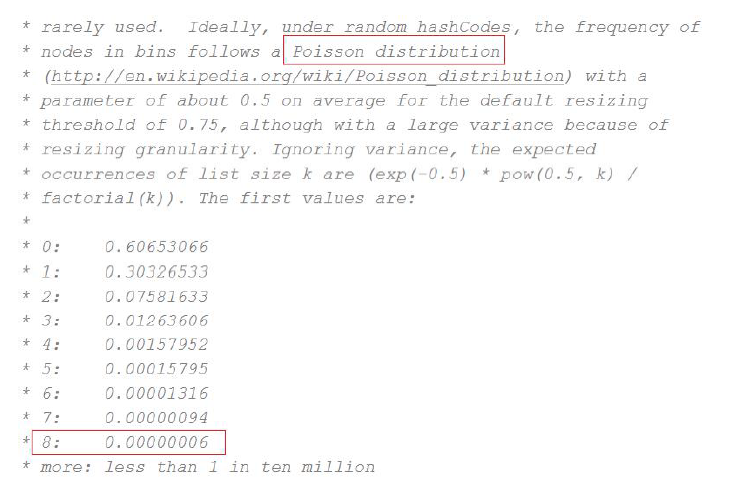 * rarely used.  Ideally, under random hashCodes, the frequency of
* nodes in bins follows a Poisson distribution
* (http://en.wikipedia.org/wiki/Poisson_distribution) with a
* parameter of about 0.5 on average for the default resizing
* threshold of 0.75, although with a large variance because of
* resizing granularity. Ignoring variance, the expected
* occurrences of list size k are (exp(-0.5) * pow(0.5, k) /
* factorial(k)). The first values are:
*
* 0:    0.60653066
* 1:    0.30326533
* 2:    0.07581633
* 3:    0.01263606
* 4:    0.00157952
* 5:    0.00015795
* 6:    0.00001316
* 7:    0.00000094
* 8:    0.00000006
* more: less than 1 in ten million